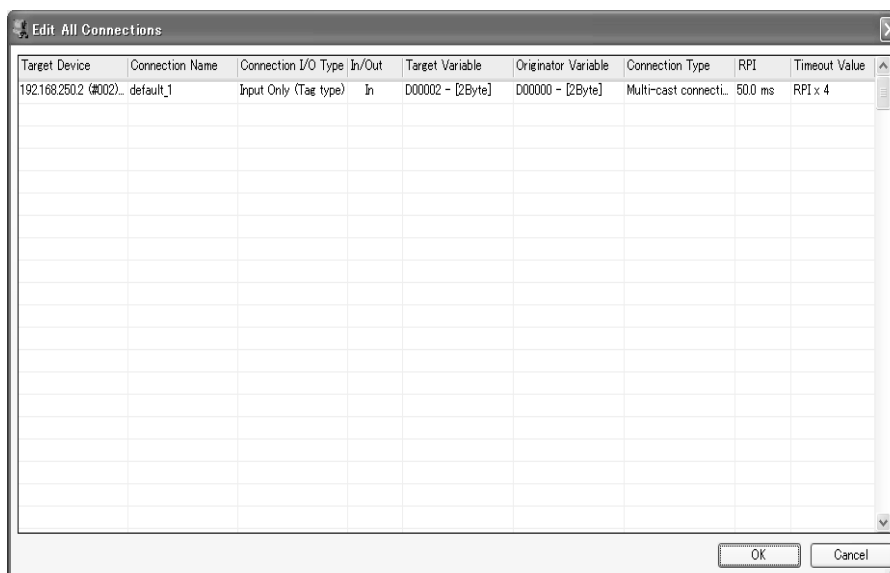 Edit All Connections
Target Device Connection Name Connection I/O Type In/Out Target Variable Originator Variable Connection Type RPI Timeout Value
192.168.250.2 (#002)... default_1 Input Only (Tag type) In D00002 - [2Byte] D00000 - [2Byte] Multi-cast connecti... 50.0 ms RPI x 4
OK Cancel